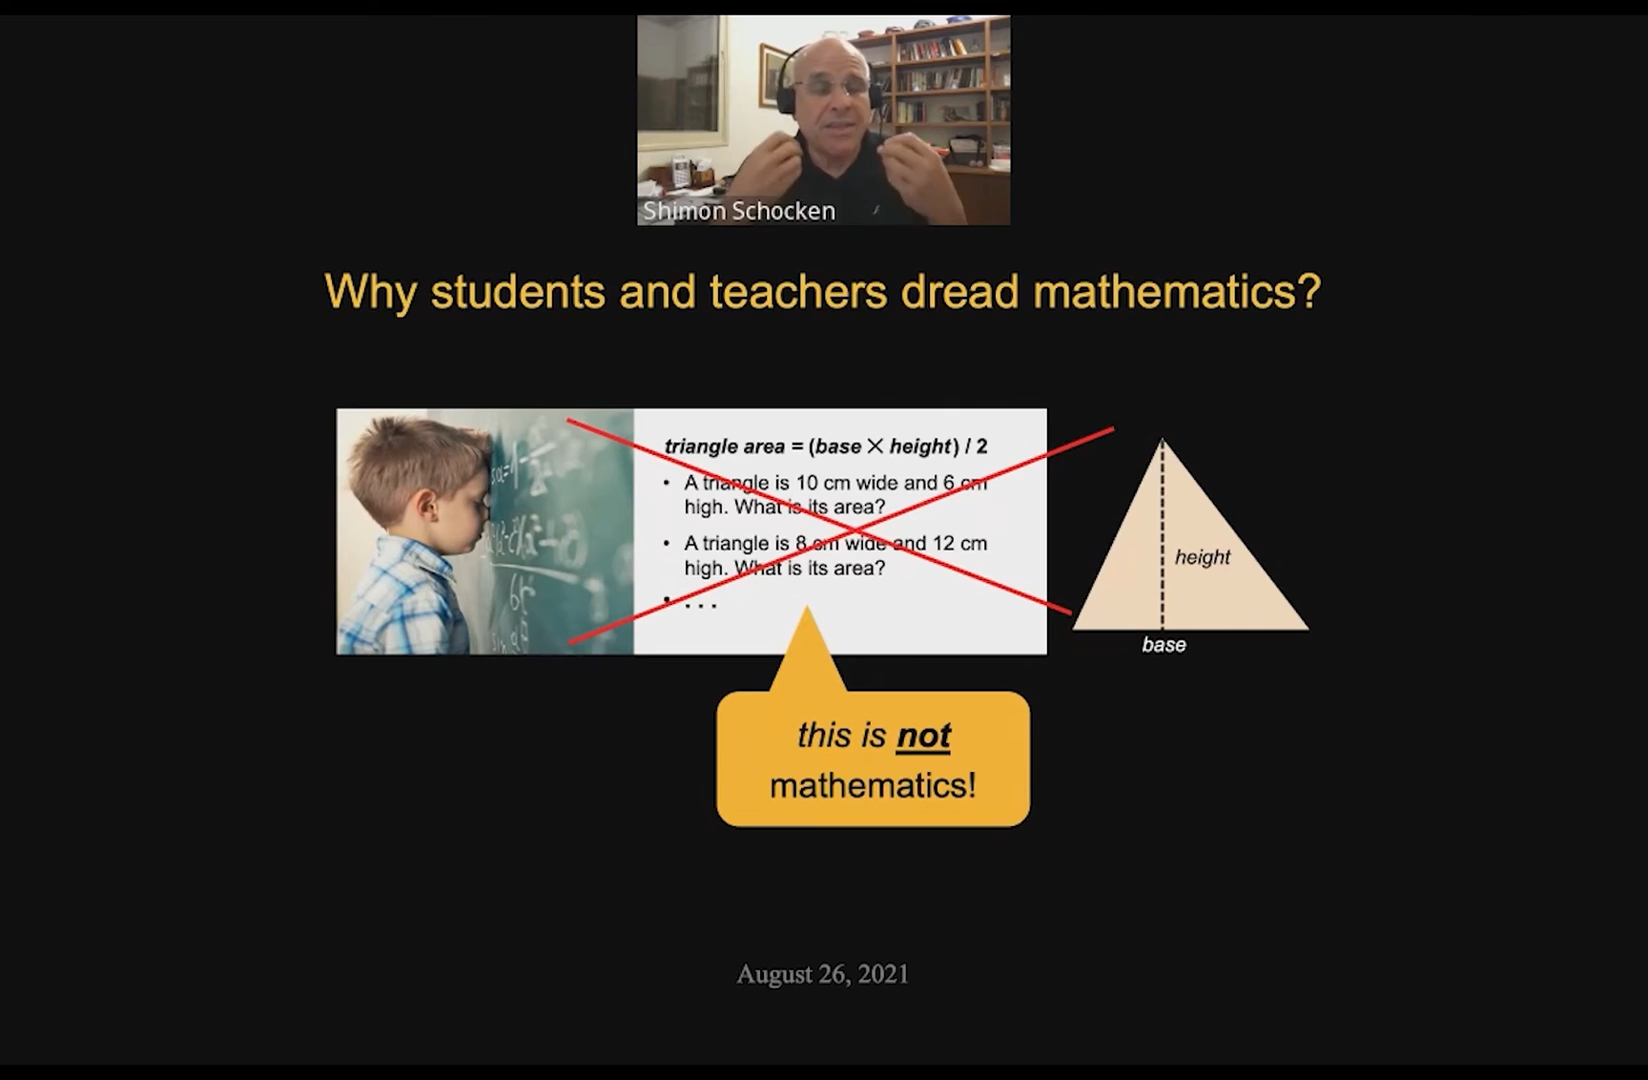 Shimon Schocken
Why students and teachers dread mathematics?
triangle area = (base × height) / 2
• A triangle is 10 cm wide and 6 cm
high. What is its area?
• A triangle is 8 cm wide and 12 cm
high. What is its area?
• . . .
height
base
this is not
mathematics!
August 26, 2021